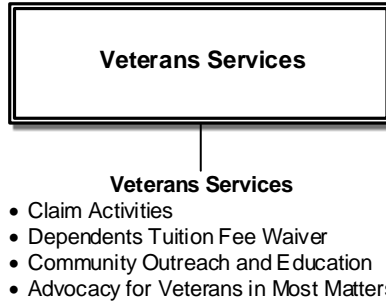 Veterans Services
Veterans Services
• Claim Activities
• Dependents Tuition Fee Waiver
• Community Outreach and Education
• Advocacy for Veterans in Most Matters